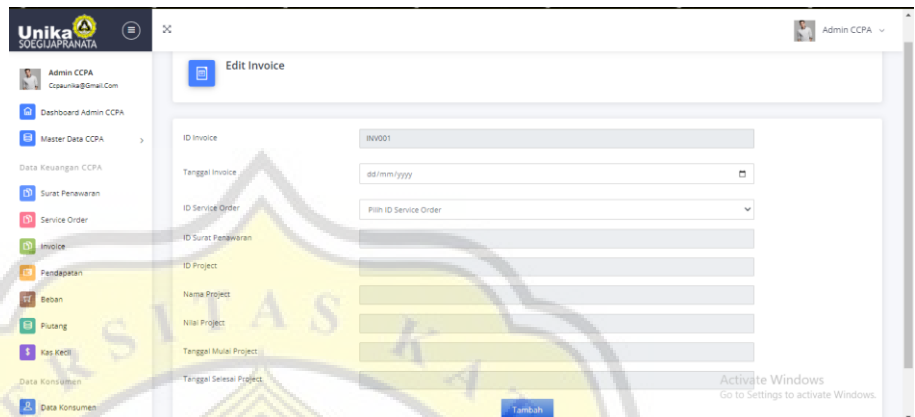 Unika
SOEGIJAPRANATA
Admin CCPA
Admin CCPA
Ccpaunika@Gmail.Com
Dashboard Admin CCPA
Master Data CCPA
Data Keuangan CCPA
Surat Penawaran
Service Order
Invoice
Pendapatan
Beban
Piutang
Kas Kecil
Data Konsumen
Data Konsumen
Edit Invoice
ID Invoice
INV001
Tanggal Invoice
dd/mm/yyyy
ID Service Order
Pilih ID Service Order
ID Surat Penawaran
ID Project
Nama Project
Nilai Project
Tanggal Mulai Project
Tanggal Selesai Project
Tambah
Activate Windows
Go to Settings to activate Windows.
E R S I T A S K A